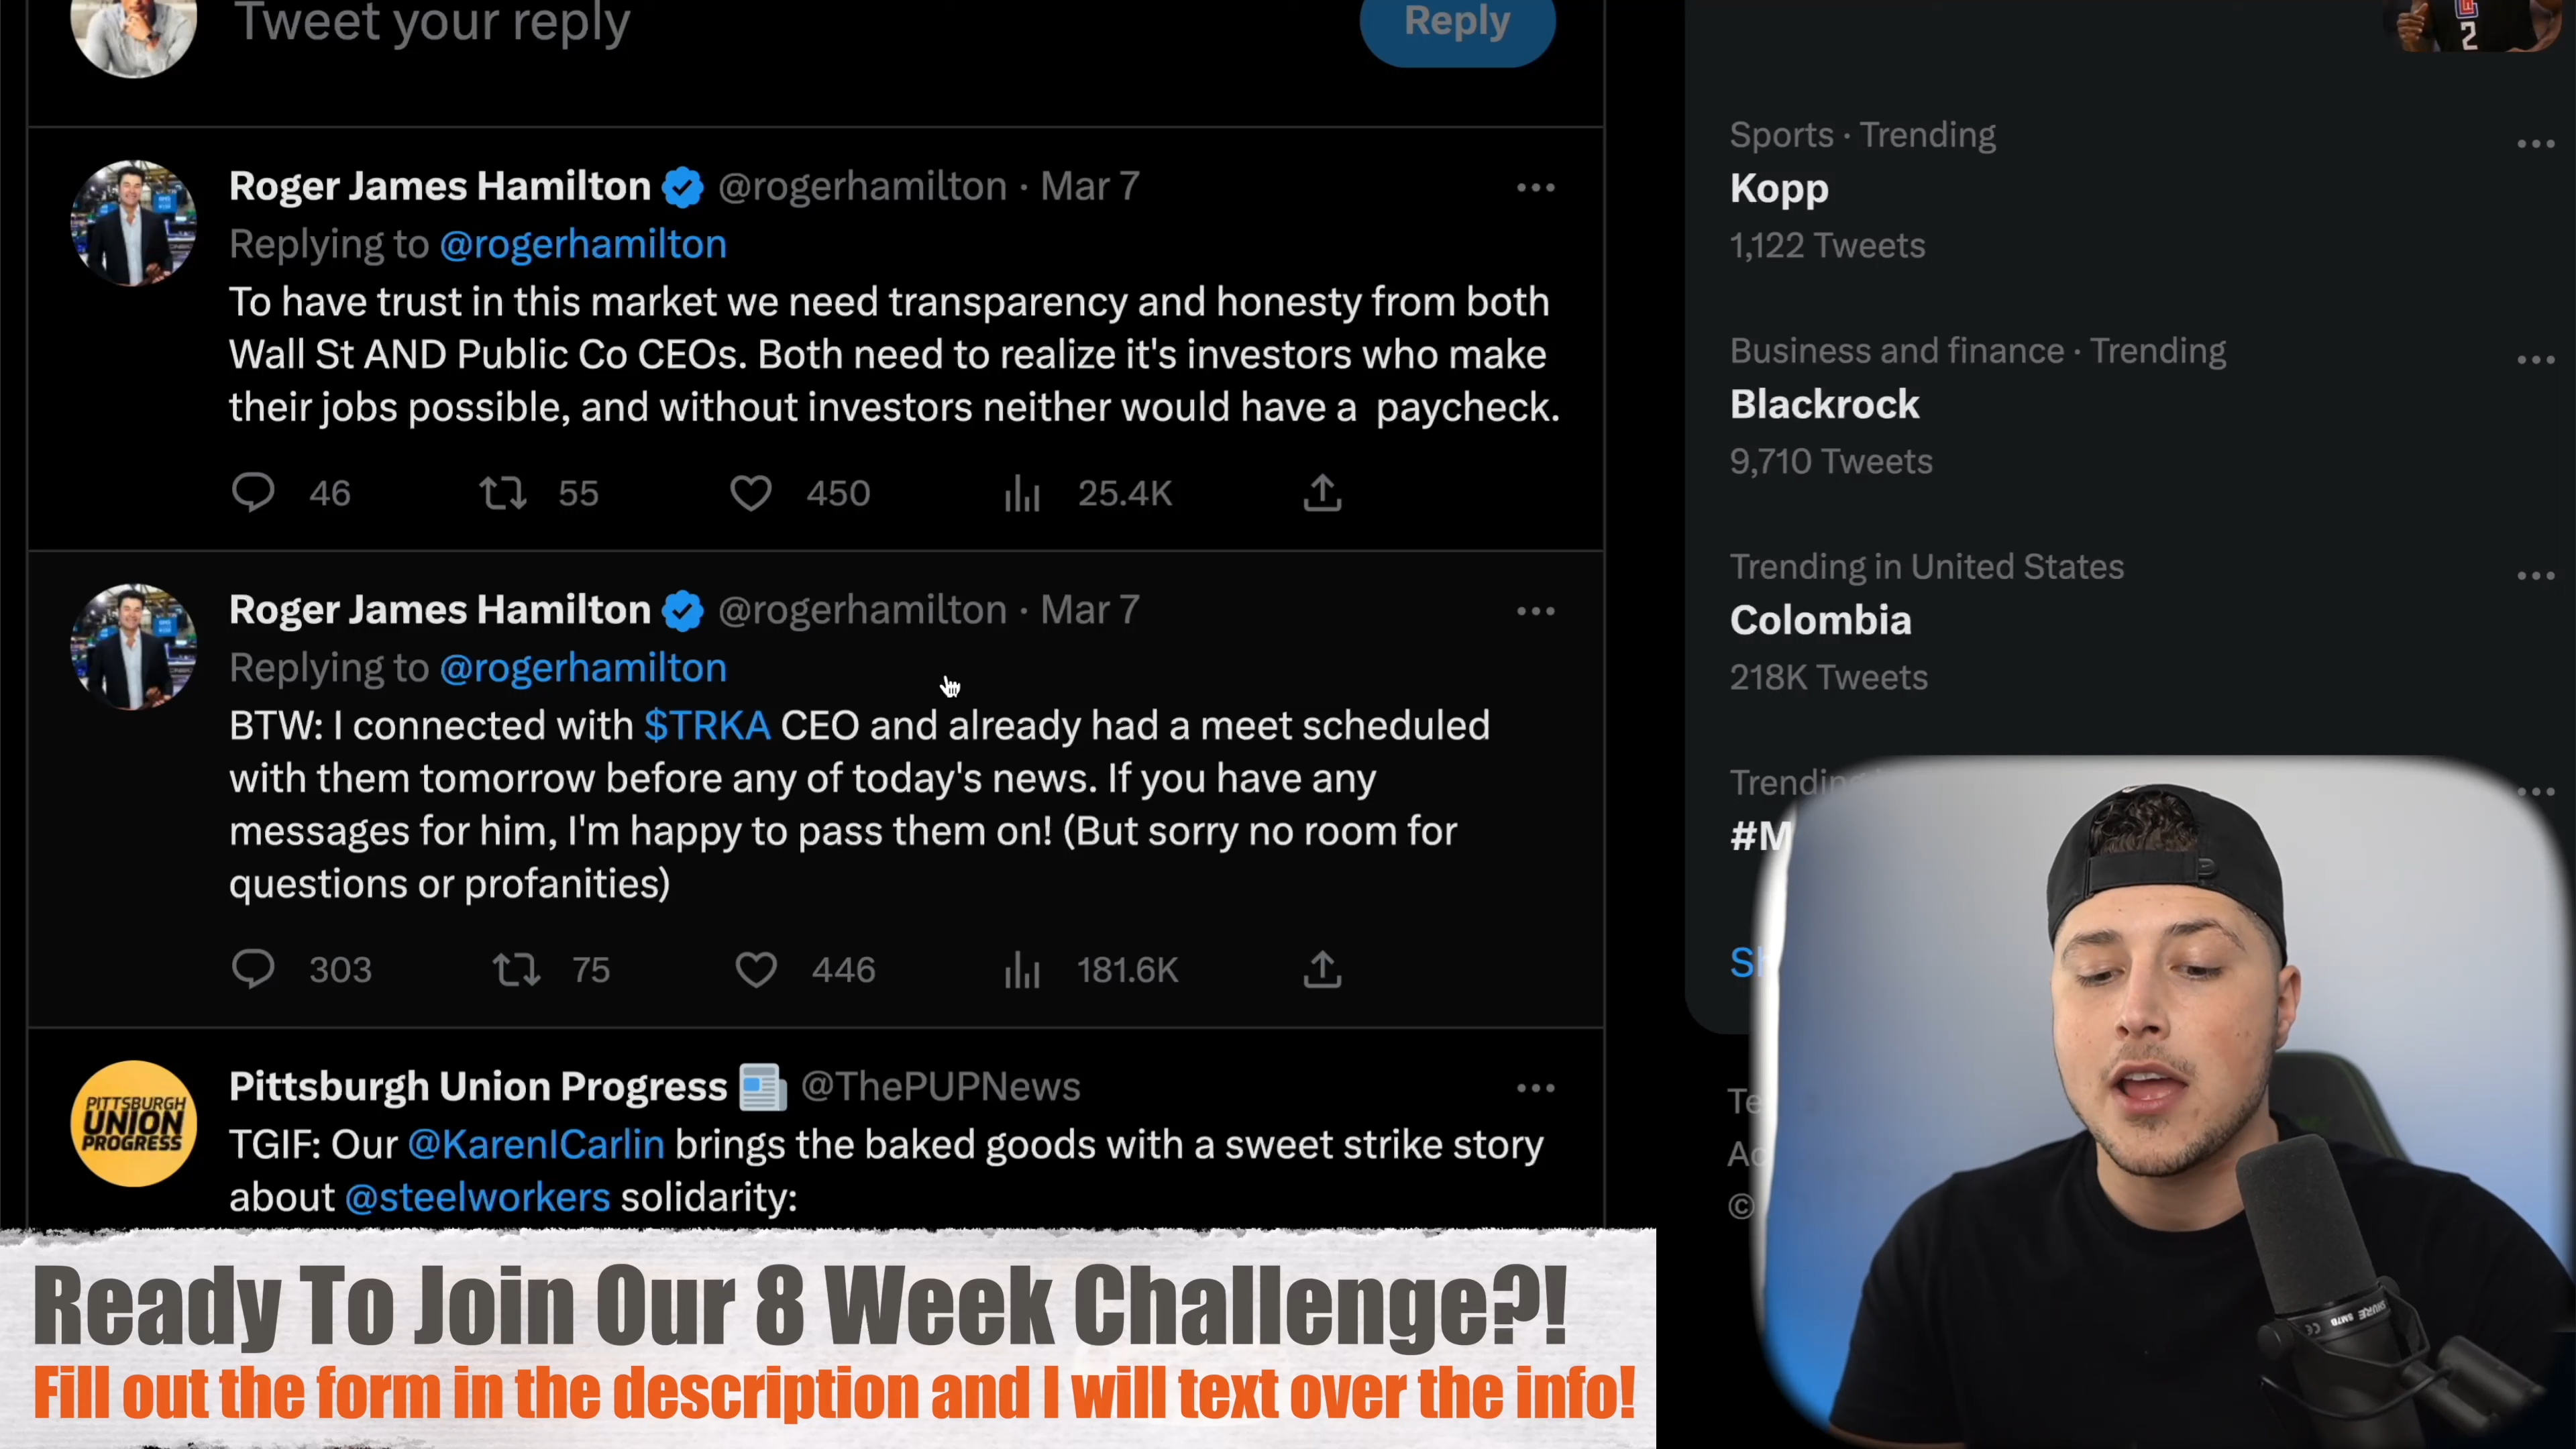 Tweet your reply
Reply
Roger James Hamilton @rogerhamilton · Mar 7
Replying to @rogerhamilton
To have trust in this market we need transparency and honesty from both
Wall St AND Public Co CEOs. Both need to realize it's investors who make
their jobs possible, and without investors neither would have a paycheck.
46 55 450 25.4K
Roger James Hamilton @rogerhamilton · Mar 7
Replying to @rogerhamilton
BTW: I connected with $TRKA CEO and already had a meet scheduled
with them tomorrow before any of today's news. If you have any
messages for him, I'm happy to pass them on! (But sorry no room for
questions or profanities)
303 75 446 181.6K
PITTSBURGH
UNION
PROGRESS
Pittsburgh Union Progress @ThePUPNews
TGIF: Our @KarenICarlin brings the baked goods with a sweet strike story
about @steelworkers solidarity:
2
Sports · Trending
Kopp
1,122 Tweets
Business and finance · Trending
Blackrock
9,710 Tweets
Trending in United States
Colombia
218K Tweets
Trending
#M
©
SHURE SM7B
Ready To Join Our 8 Week Challenge?!
Fill out the form in the description and I will text over the info!